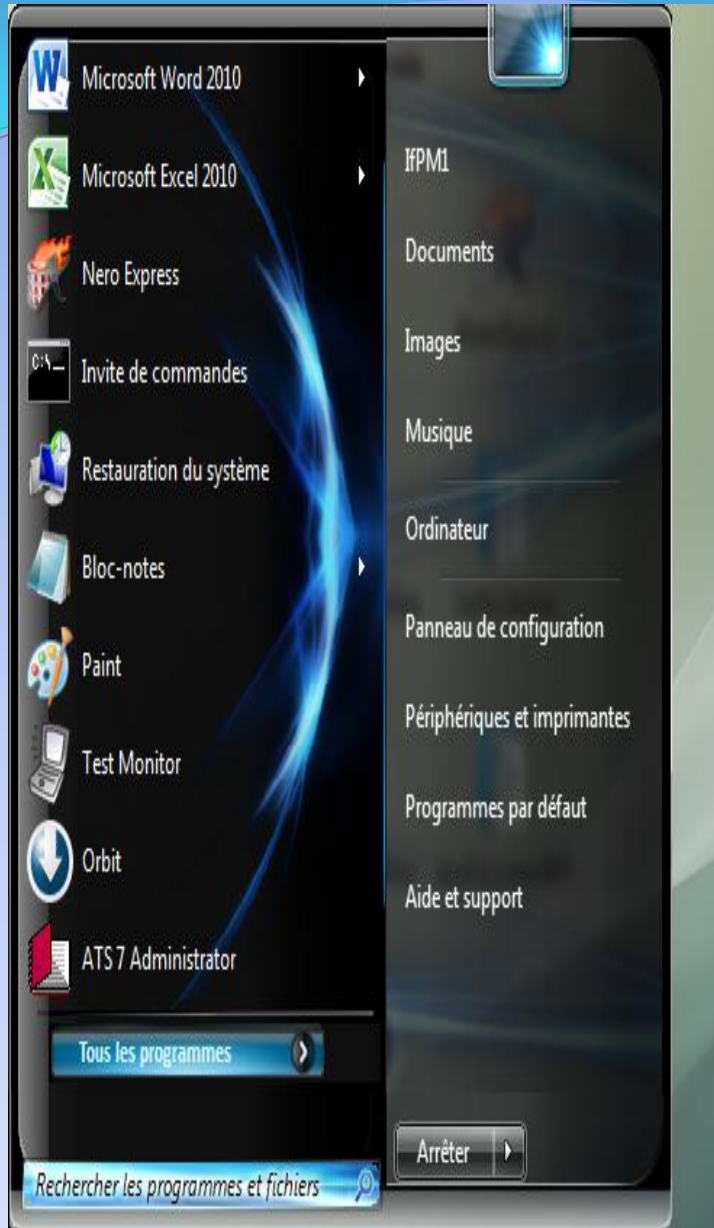 Microsoft Word 2010
Microsoft Excel 2010
Nero Express
C:\_
Invite de commandes
Restauration du système
Bloc-notes
Paint
Test Monitor
Orbit
ATS 7 Administrator
Tous les programmes
Rechercher les programmes et fichiers
IfPM1
Documents
Images
Musique
Ordinateur
Panneau de configuration
Périphériques et imprimantes
Programmes par défaut
Aide et support
Arrêter